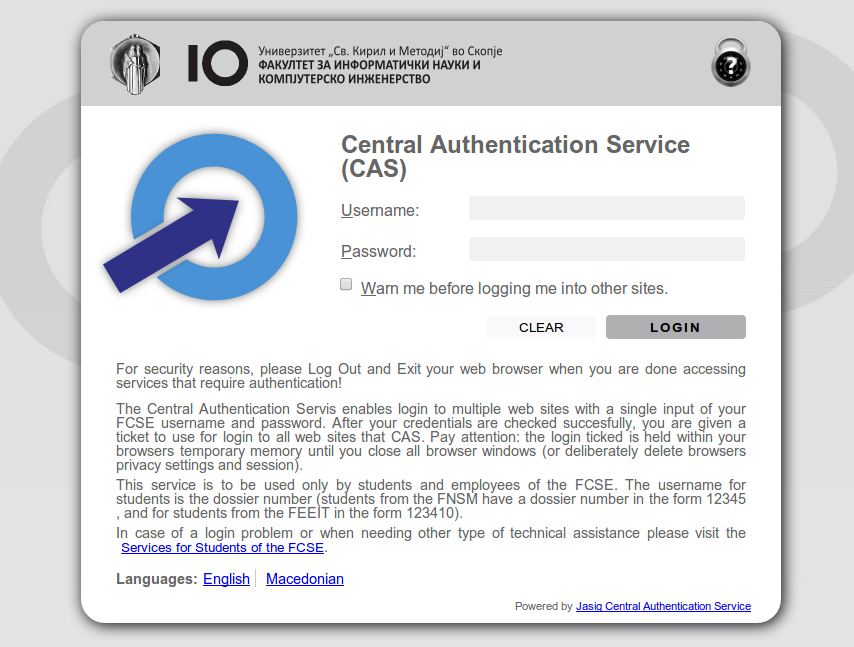 Универзитет „Св. Кирил и Методиј“ во Скопје
ФАКУЛТЕТ ЗА ИНФОРМАТИЧКИ НАУКИ И
КОМПЈУТЕРСКО ИНЖЕНЕРСТВО
?
Central Authentication Service
(CAS)
Username:
Password:
Warn me before logging me into other sites.
CLEAR LOGIN
For security reasons, please Log Out and Exit your web browser when you are done accessing
services that require authentication!
The Central Authentication Servis enables login to multiple web sites with a single input of your
FCSE username and password. After your credentials are checked succesfully, you are given a
ticket to use for login to all web sites that CAS. Pay attention: the login ticked is held within your
browsers temporary memory until you close all browser windows (or deliberately delete browsers
privacy settings and session).
This service is to be used only by students and employees of the FCSE. The username for
students is the dossier number (students from the FNSM have a dossier number in the form 12345
, and for students from the FEEIT in the form 123410).
In case of a login problem or when needing other type of technical assistance please visit the
Services for Students of the FCSE.
Languages: English Macedonian
Powered by Jasig Central Authentication Service